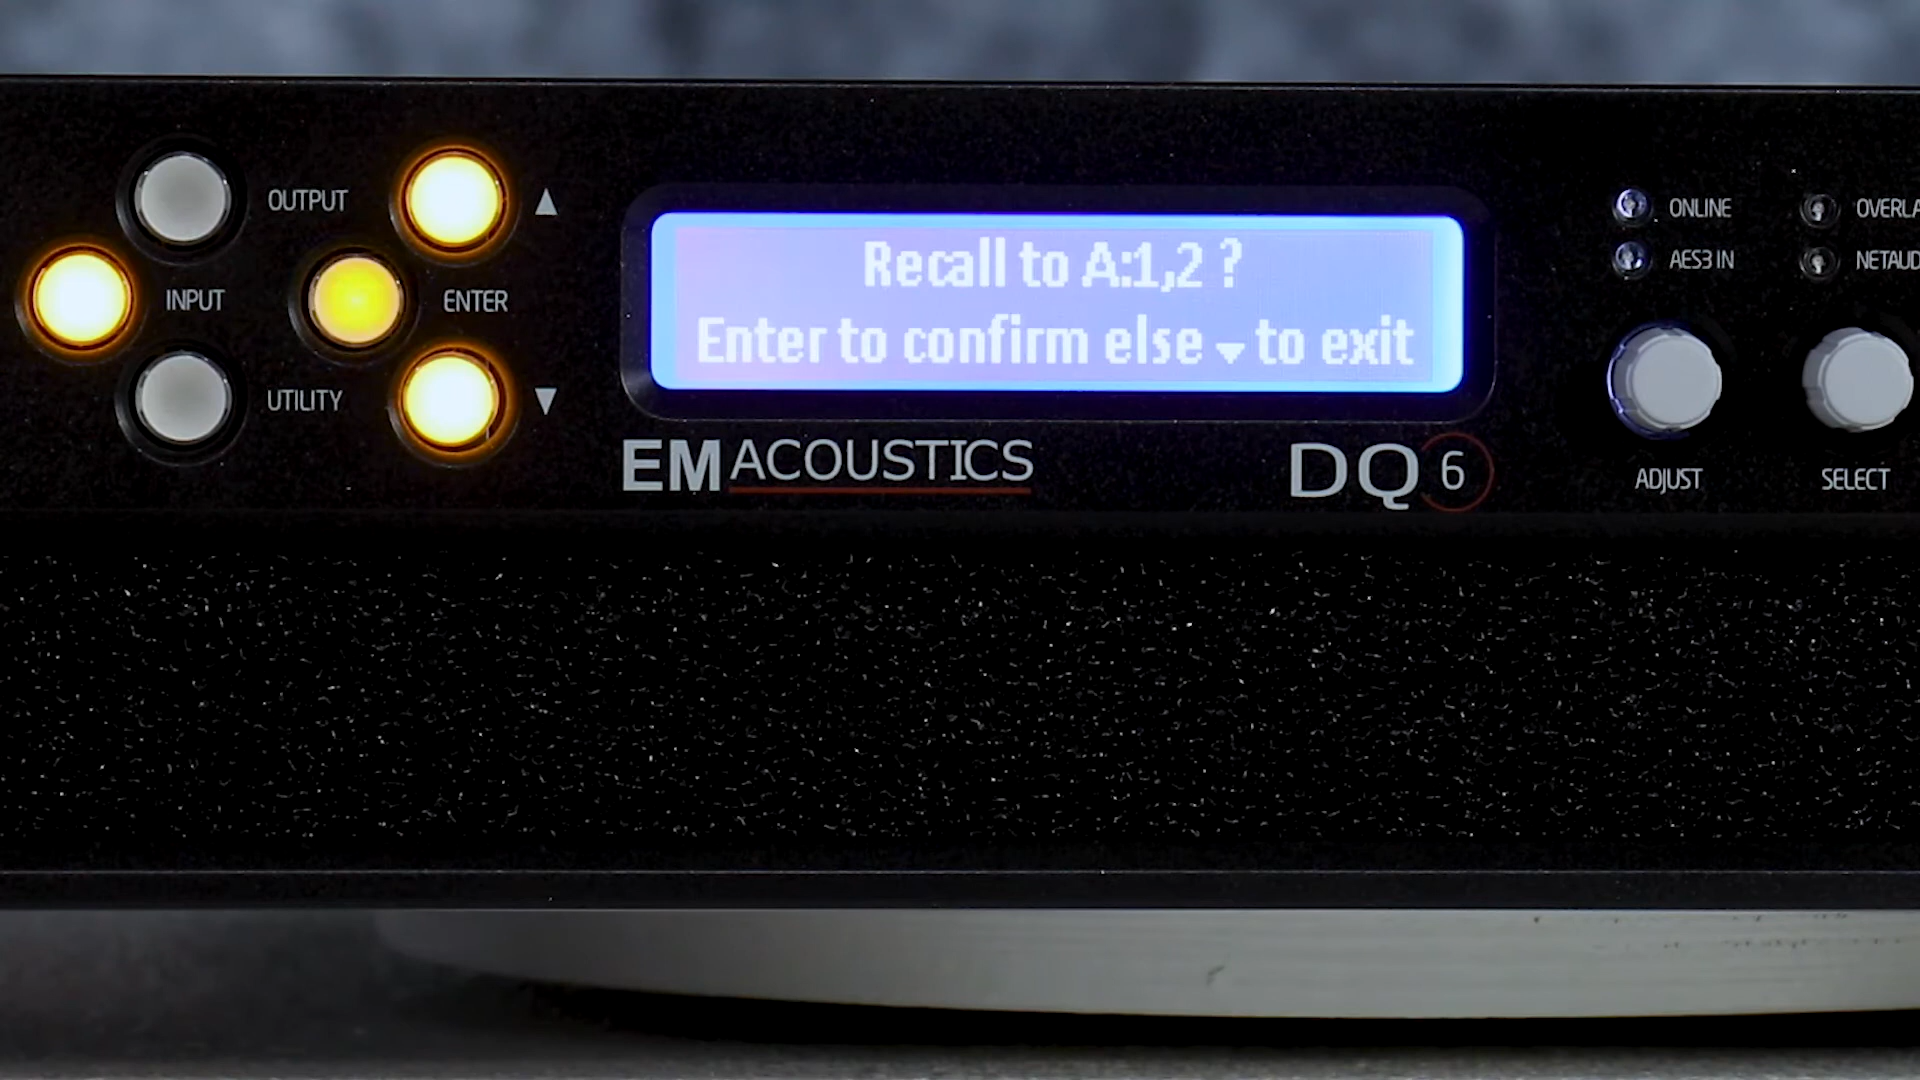 OUTPUT ▲
INPUT
ENTER
UTILITY ▼
Recall to A:1,2 ?
Enter to confirm else ▾ to exit
EM ACOUSTICS
DQ 6
ONLINE
AES3 IN
ADJUST
SELECT